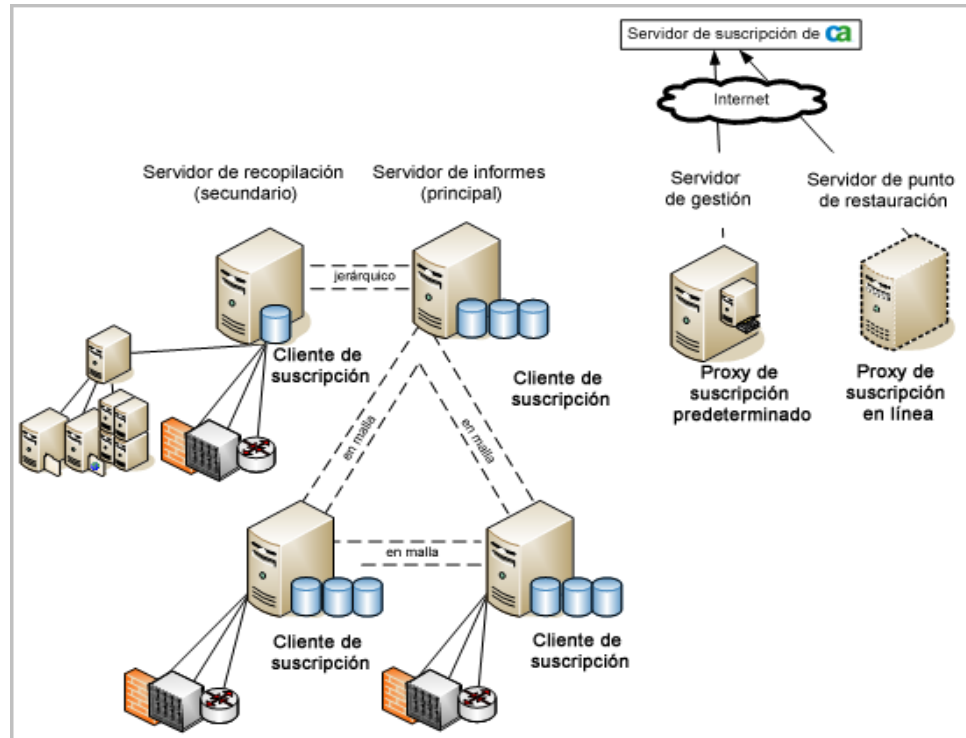 Servidor de suscripción de ca
Internet
Servidor de recopilación
(secundario)
Servidor de informes
(principal)
Servidor
de gestión
Servidor de punto
de restauración
jerárquico
Cliente de
suscripción
Cliente de
suscripción
Proxy de
suscripción
predeterminado
Proxy de
suscripción
en línea
en malla
en malla
en malla
Cliente de
suscripción
Cliente de
suscripción